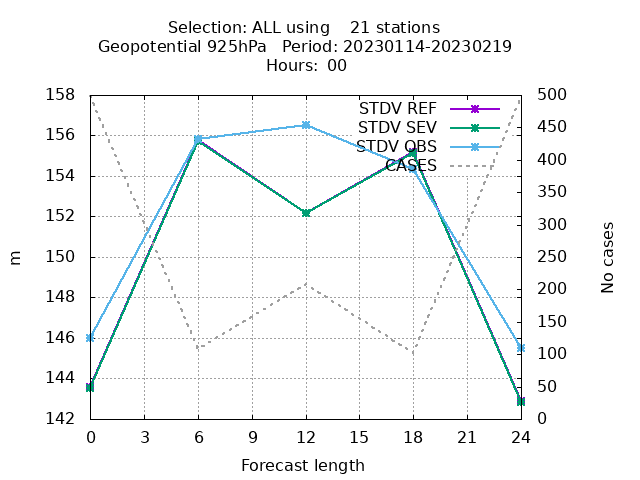 Selection: ALL using    21 stations
Geopotential 925hPa   Period: 20230114-20230219
Hours:  00
STDV REF
STDV SEV
STDV OBS
CASES
158
156
154
152
150
148
146
144
142
500
450
400
350
300
250
200
150
100
50
0
m
No cases
0 3 6 9 12 15 18 21 24
Forecast length